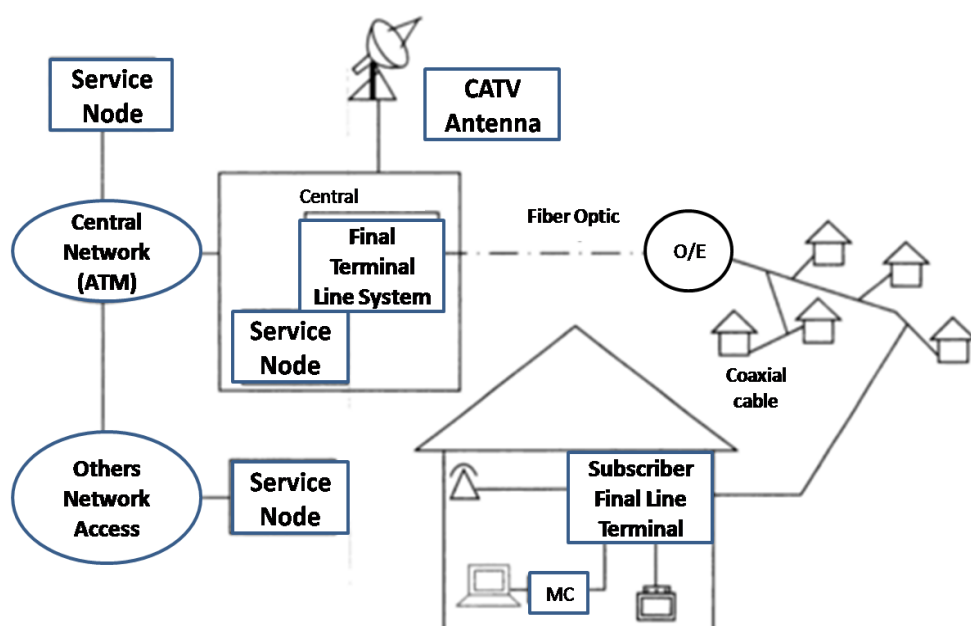 Service
Node
CATV
Antenna
Central
Network
(ATM)
Central
Final
Terminal
Line System
Service
Node
Fiber Optic
O/E
Coaxial
cable
Others
Network
Access
Service
Node
Subscriber
Final Line
Terminal
MC